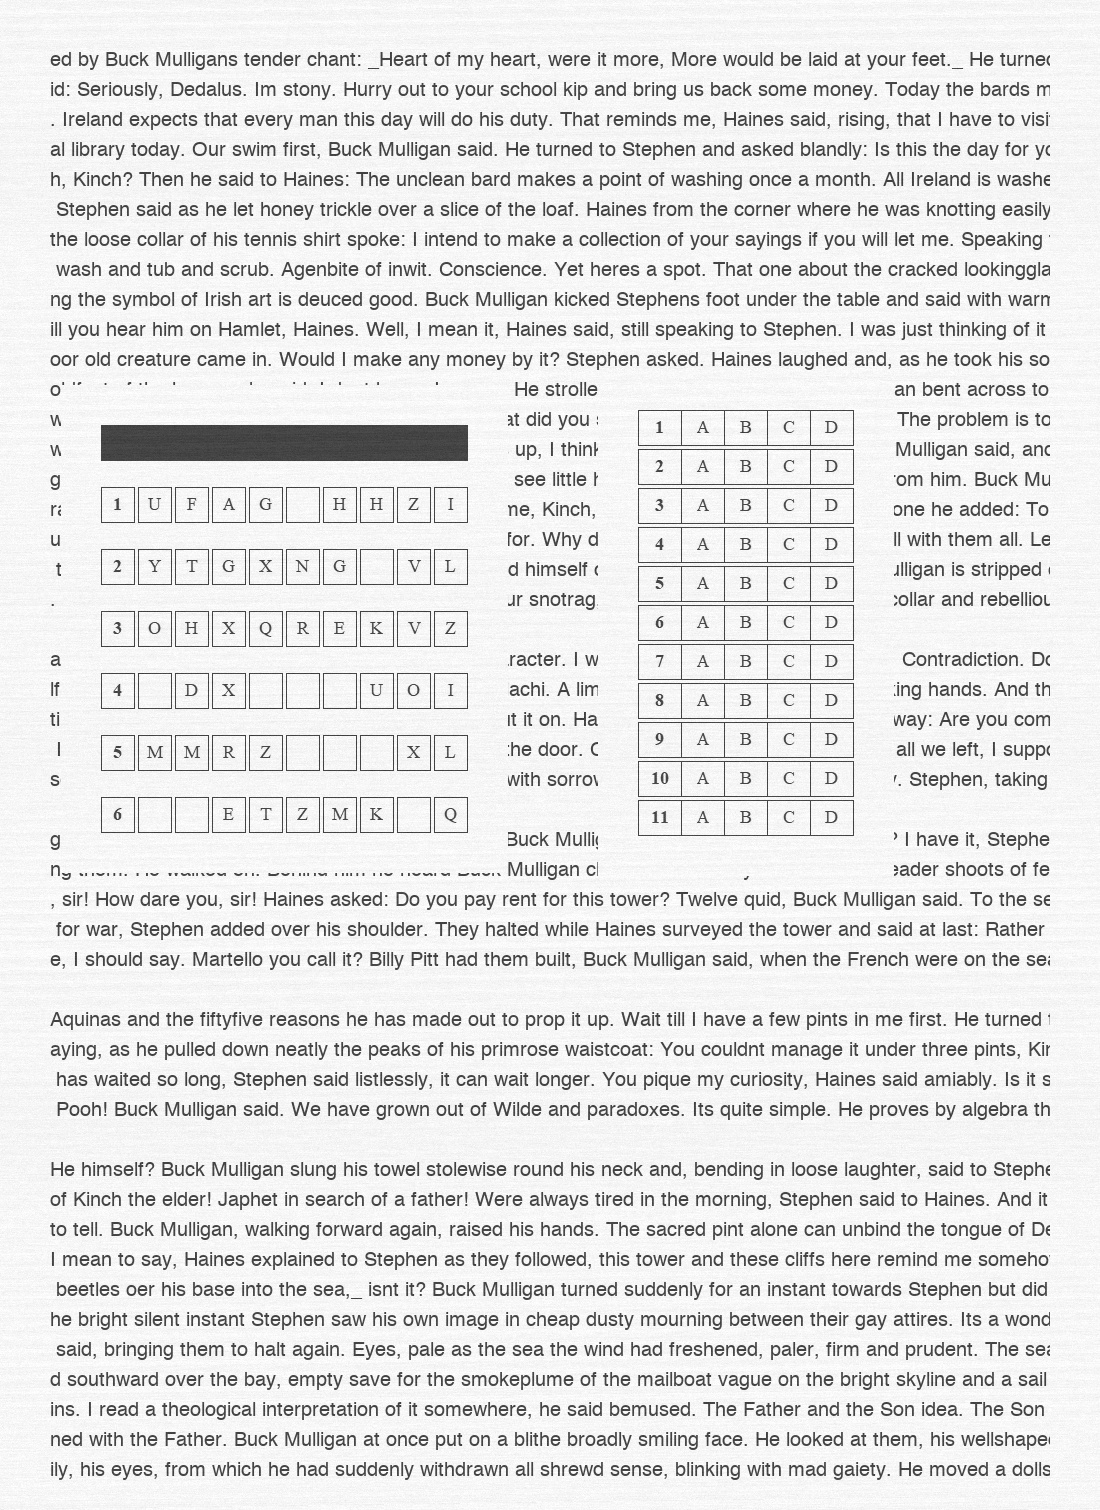 ed by Buck Mulligans tender chant: _Heart of my heart, were it more, More would be laid at your feet._ He turned
id: Seriously, Dedalus. Im stony. Hurry out to your school kip and bring us back some money. Today the bards m
. Ireland expects that every man this day will do his duty. That reminds me, Haines said, rising, that I have to visi
al library today. Our swim first, Buck Mulligan said. He turned to Stephen and asked blandly: Is this the day for yo
h, Kinch? Then he said to Haines: The unclean bard makes a point of washing once a month. All Ireland is washe
Stephen said as he let honey trickle over a slice of the loaf. Haines from the corner where he was knotting easily
the loose collar of his tennis shirt spoke: I intend to make a collection of your sayings if you will let me. Speaking
wash and tub and scrub. Agenbite of inwit. Conscience. Yet heres a spot. That one about the cracked lookinggla
ng the symbol of Irish art is deuced good. Buck Mulligan kicked Stephens foot under the table and said with warm
ill you hear him on Hamlet, Haines. Well, I mean it, Haines said, still speaking to Stephen. I was just thinking of it
oor old creature came in. Would I make any money by it? Stephen asked. Haines laughed and, as he took his so
He strolle an bent across to
w at did you The problem is to
w up, I think Mulligan said, and
g see little rom him. Buck Mu
me, Kinch, one he added: To
u for. Why d ll with them all. Le
t d himself ulligan is stripped
. ur snotrag collar and rebelliou
a racter. I w Contradiction. Do
lf achi. A lim king hands. And th
ti ut it on. Ha way: Are you com
I the door. all we left, I suppo
s with sorrow . Stephen, taking
g Buck Mullig ? I have it, Stephe
Mulligan cl eader shoots of fe
1 U F A G H H Z I
2 Y T G X N G V L
3 O H X Q R E K V Z
4 D X U O I
5 M M R Z X L
6 E T Z M K Q
1 A B C D
2 A B C D
3 A B C D
4 A B C D
5 A B C D
6 A B C D
7 A B C D
8 A B C D
9 A B C D
10 A B C D
11 A B C D
, sir! How dare you, sir! Haines asked: Do you pay rent for this tower? Twelve quid, Buck Mulligan said. To the se
for war, Stephen added over his shoulder. They halted while Haines surveyed the tower and said at last: Rather
e, I should say. Martello you call it? Billy Pitt had them built, Buck Mulligan said, when the French were on the sea
Aquinas and the fiftyfive reasons he has made out to prop it up. Wait till I have a few pints in me first. He turned
aying, as he pulled down neatly the peaks of his primrose waistcoat: You couldnt manage it under three pints, Kin
has waited so long, Stephen said listlessly, it can wait longer. You pique my curiosity, Haines said amiably. Is it s
Pooh! Buck Mulligan said. We have grown out of Wilde and paradoxes. Its quite simple. He proves by algebra th
He himself? Buck Mulligan slung his towel stolewise round his neck and, bending in loose laughter, said to Stephe
of Kinch the elder! Japhet in search of a father! Were always tired in the morning, Stephen said to Haines. And it
to tell. Buck Mulligan, walking forward again, raised his hands. The sacred pint alone can unbind the tongue of De
I mean to say, Haines explained to Stephen as they followed, this tower and these cliffs here remind me somehow
beetles oer his base into the sea,_ isnt it? Buck Mulligan turned suddenly for an instant towards Stephen but did
he bright silent instant Stephen saw his own image in cheap dusty mourning between their gay attires. Its a wond
said, bringing them to halt again. Eyes, pale as the sea the wind had freshened, paler, firm and prudent. The sea
d southward over the bay, empty save for the smokeplume of the mailboat vague on the bright skyline and a sail
ins. I read a theological interpretation of it somewhere, he said bemused. The Father and the Son idea. The Son
ned with the Father. Buck Mulligan at once put on a blithe broadly smiling face. He looked at them, his wellshaped
ily, his eyes, from which he had suddenly withdrawn all shrewd sense, blinking with mad gaiety. He moved a dolls